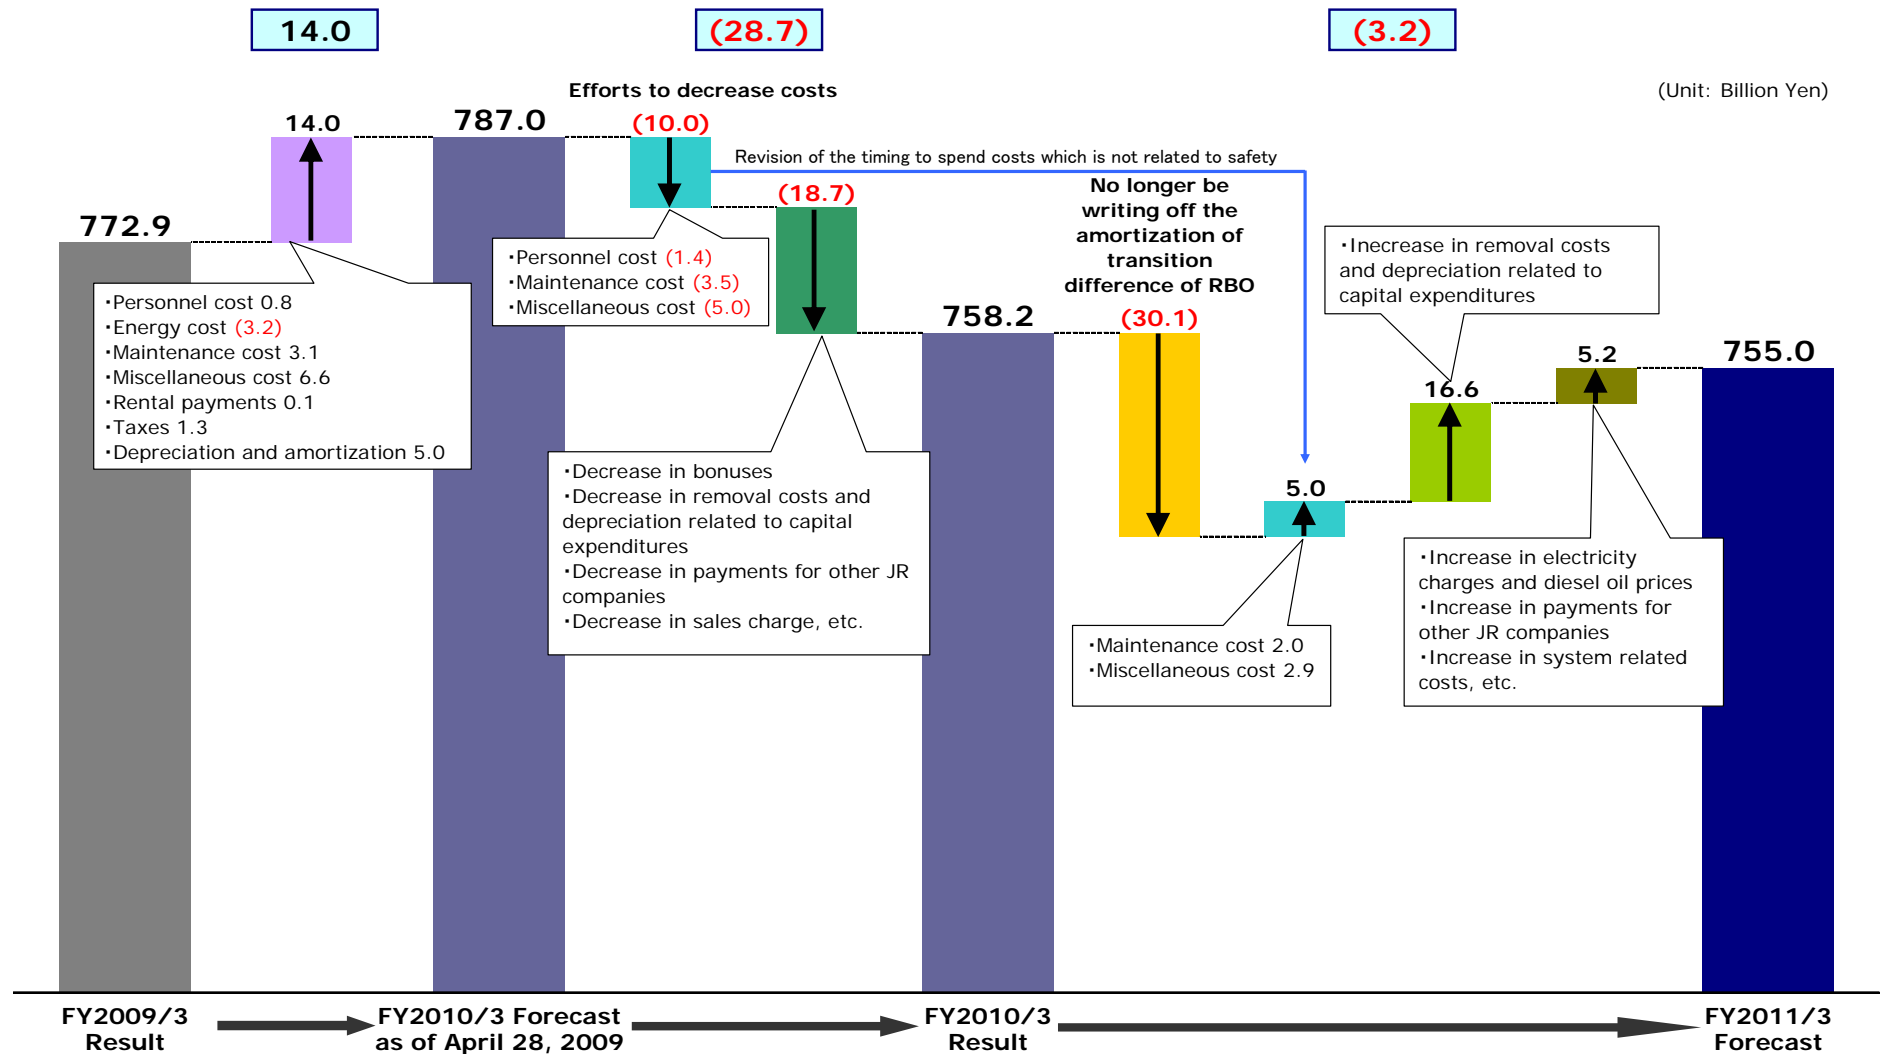 14.0
(28.7)
(3.2)
(Unit: Billion Yen)
Efforts to decrease costs
772.9
14.0
787.0
(10.0)
Revision of the timing to spend costs which is not related to safety
(18.7)
No longer be
writing off the
amortization of
transition
difference of RBO
(30.1)
758.2
5.0
16.6
5.2
755.0
・Personnel cost 0.8
・Energy cost (3.2)
・Maintenance cost 3.1
・Miscellaneous cost 6.6
・Rental payments 0.1
・Taxes 1.3
・Depreciation and amortization 5.0
・Personnel cost (1.4)
・Maintenance cost (3.5)
・Miscellaneous cost (5.0)
・Decrease in bonuses
・Decrease in removal costs and
depreciation related to capital
expenditures
・Decrease in payments for other JR
companies
・Decrease in sales charge, etc.
・Maintenance cost 2.0
・Miscellaneous cost 2.9
・Inecrease in removal costs
and depreciation related to
capital expenditures
・Increase in electricity
charges and diesel oil prices
・Increase in payments for
other JR companies
・Increase in system related
costs, etc.
FY2009/3
Result
FY2010/3 Forecast
as of April 28, 2009
FY2010/3
Result
FY2011/3
Forecast